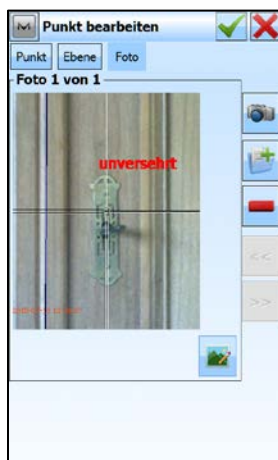 Punkt bearbeiten
Punkt Ebene Foto
Foto 1 von 1
unversehrt
<<
>>